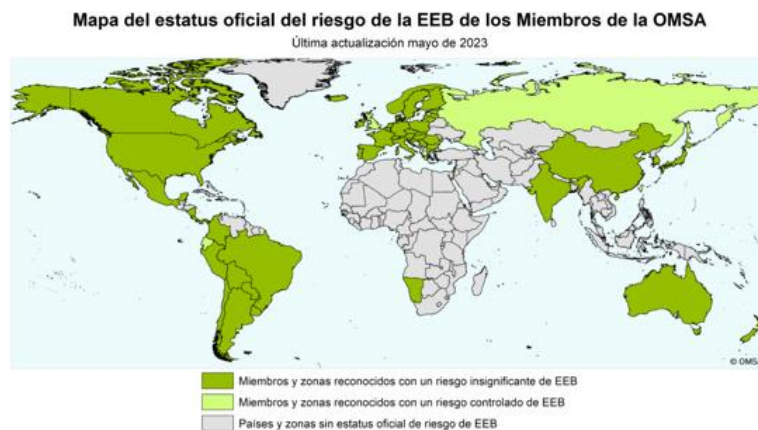 Mapa del estatus oficial del riesgo de la EEB de los Miembros de la OMSA
Última actualización mayo de 2023
© OMSA
Miembros y zonas reconocidos con un riesgo insignificante de EEB
Miembros y zonas reconocidos con un riesgo controlado de EEB
Países y zonas sin estatus oficial de riesgo de EEB